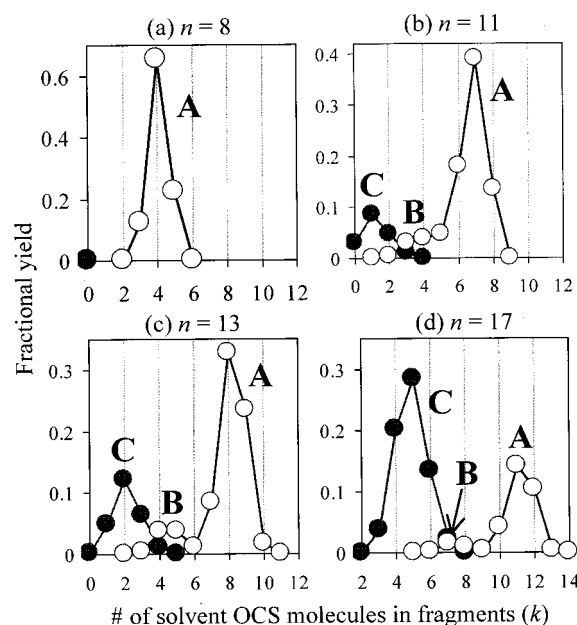 (a) n = 8
(b) n = 11
0.6
0.4
0.2
0
A
0 2 4 6 8 10 12
0.4
0.3
0.2
0.1
0
A
C
B
0 2 4 6 8 10 12
Fractional yield
(c) n = 13
(d) n = 17
0.3
0.2
0.1
0
A
C
B
0 2 4 6 8 10 12
0.3
0.2
0.1
0
C
A
B
2 4 6 8 10 12 14
# of solvent OCS molecules in fragments (k)